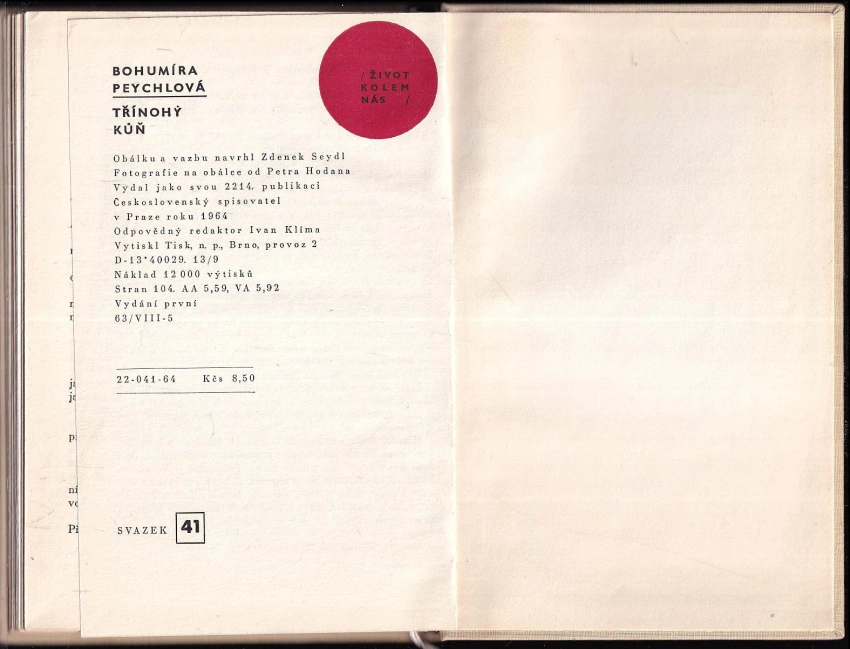 BOHUMÍRA
PEYCHLOVÁ
TŘÍNOHÝ
KŮŇ
/ ŽIVOT
KOLEM
NÁS /
Obálku a vazbu navrhl Zdenek Seydl
Fotografie na obálce od Petra Hodana
Vydal jako svou 2214. publikaci
Československý spisovatel
v Praze roku 1964
Odpovědný redaktor Ivan Klíma
Vytiskl Tisk, n. p., Brno, provoz 2
D-13*40029. 13/9
Náklad 12 000 výtisků
Stran 104. AA 5,59, VA 5,92
Vydání první
63/VIII-5
22-041-64 Kčs 8,50
SVAZEK 41